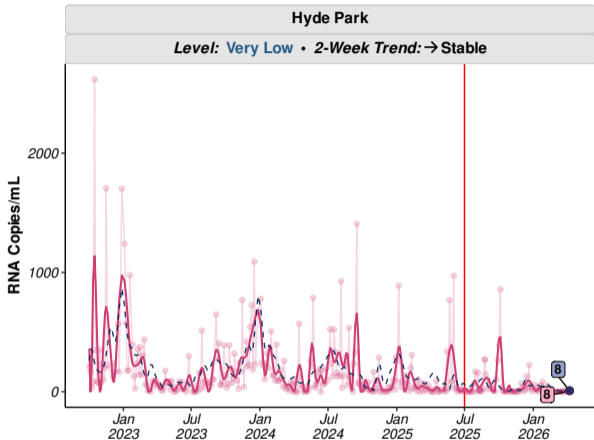 Hyde Park
Level: Very Low • 2-Week Trend: → Stable
RNA Copies/mL
2000
1000
0
8
8
Jan 2023
Jul 2023
Jan 2024
Jul 2024
Jan 2025
Jul 2025
Jan 2026